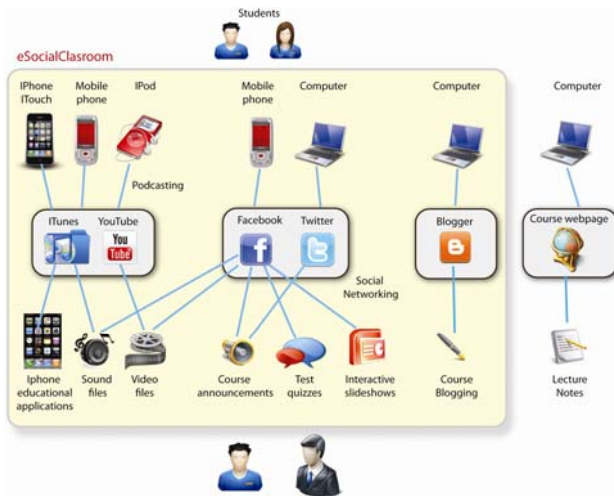 Students
eSocialClasroom
IPhone
ITouch
Mobile
phone
IPod
Mobile
phone
Computer
Computer
Computer
Podcasting
ITunes
YouTube
You
Tube
Facebook
Twitter
Blogger
Course webpage
Social
Networking
Iphone
educational
applications
Sound
files
Video
files
Course
announcements
Test
quizzes
Interactive
slideshows
Course
Blogging
Lecture
Notes